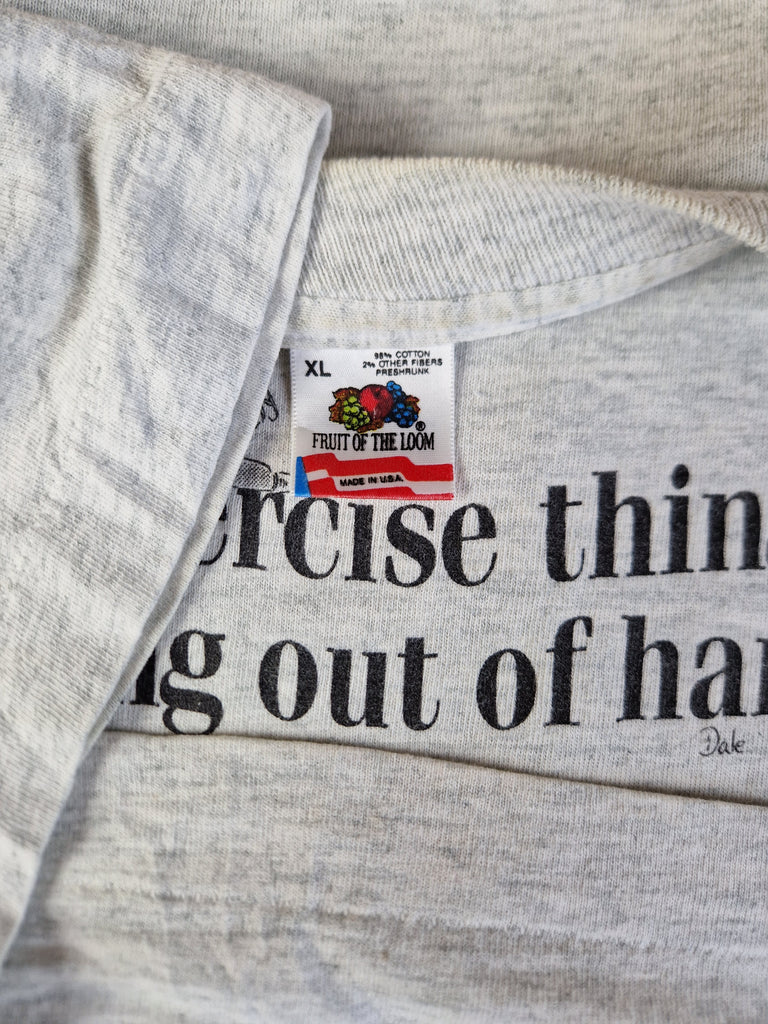 XL
98% COTTON
2% OTHER FIBERS
PRESHRUNK
FRUIT OF THE LOOM®
MADE IN U.S.A.
ercise thin
ng out of han
Dale